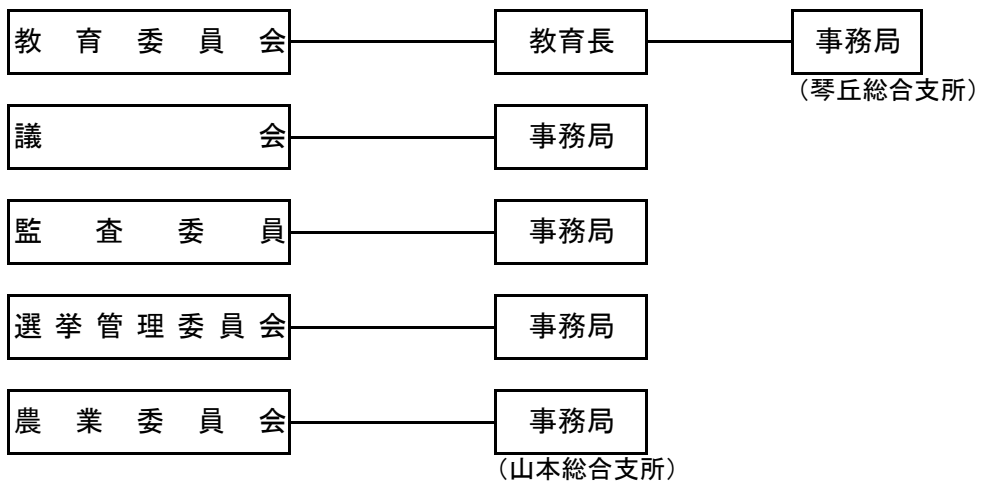 教育委員会 教育長 事務局
（琴丘総合支所）
議会 事務局
監査委員 事務局
選挙管理委員会 事務局
農業委員会 事務局
（山本総合支所）